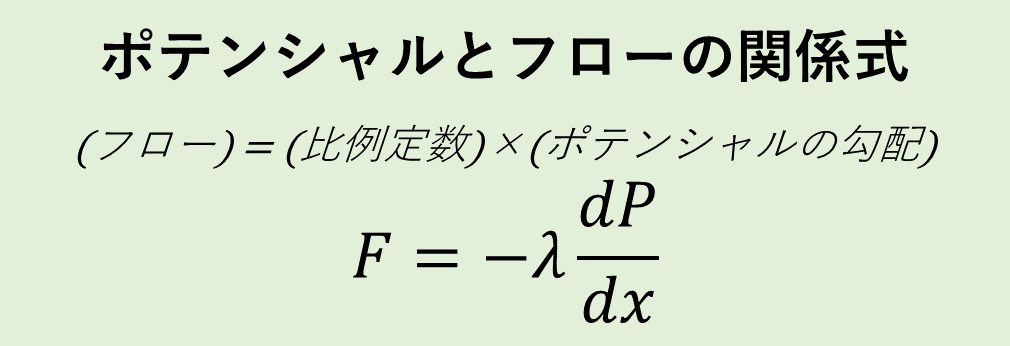 ポテンシャルとフローの関係式
(フロー)=(比例定数)×(ポテンシャルの勾配)
F = −λ dP/dx